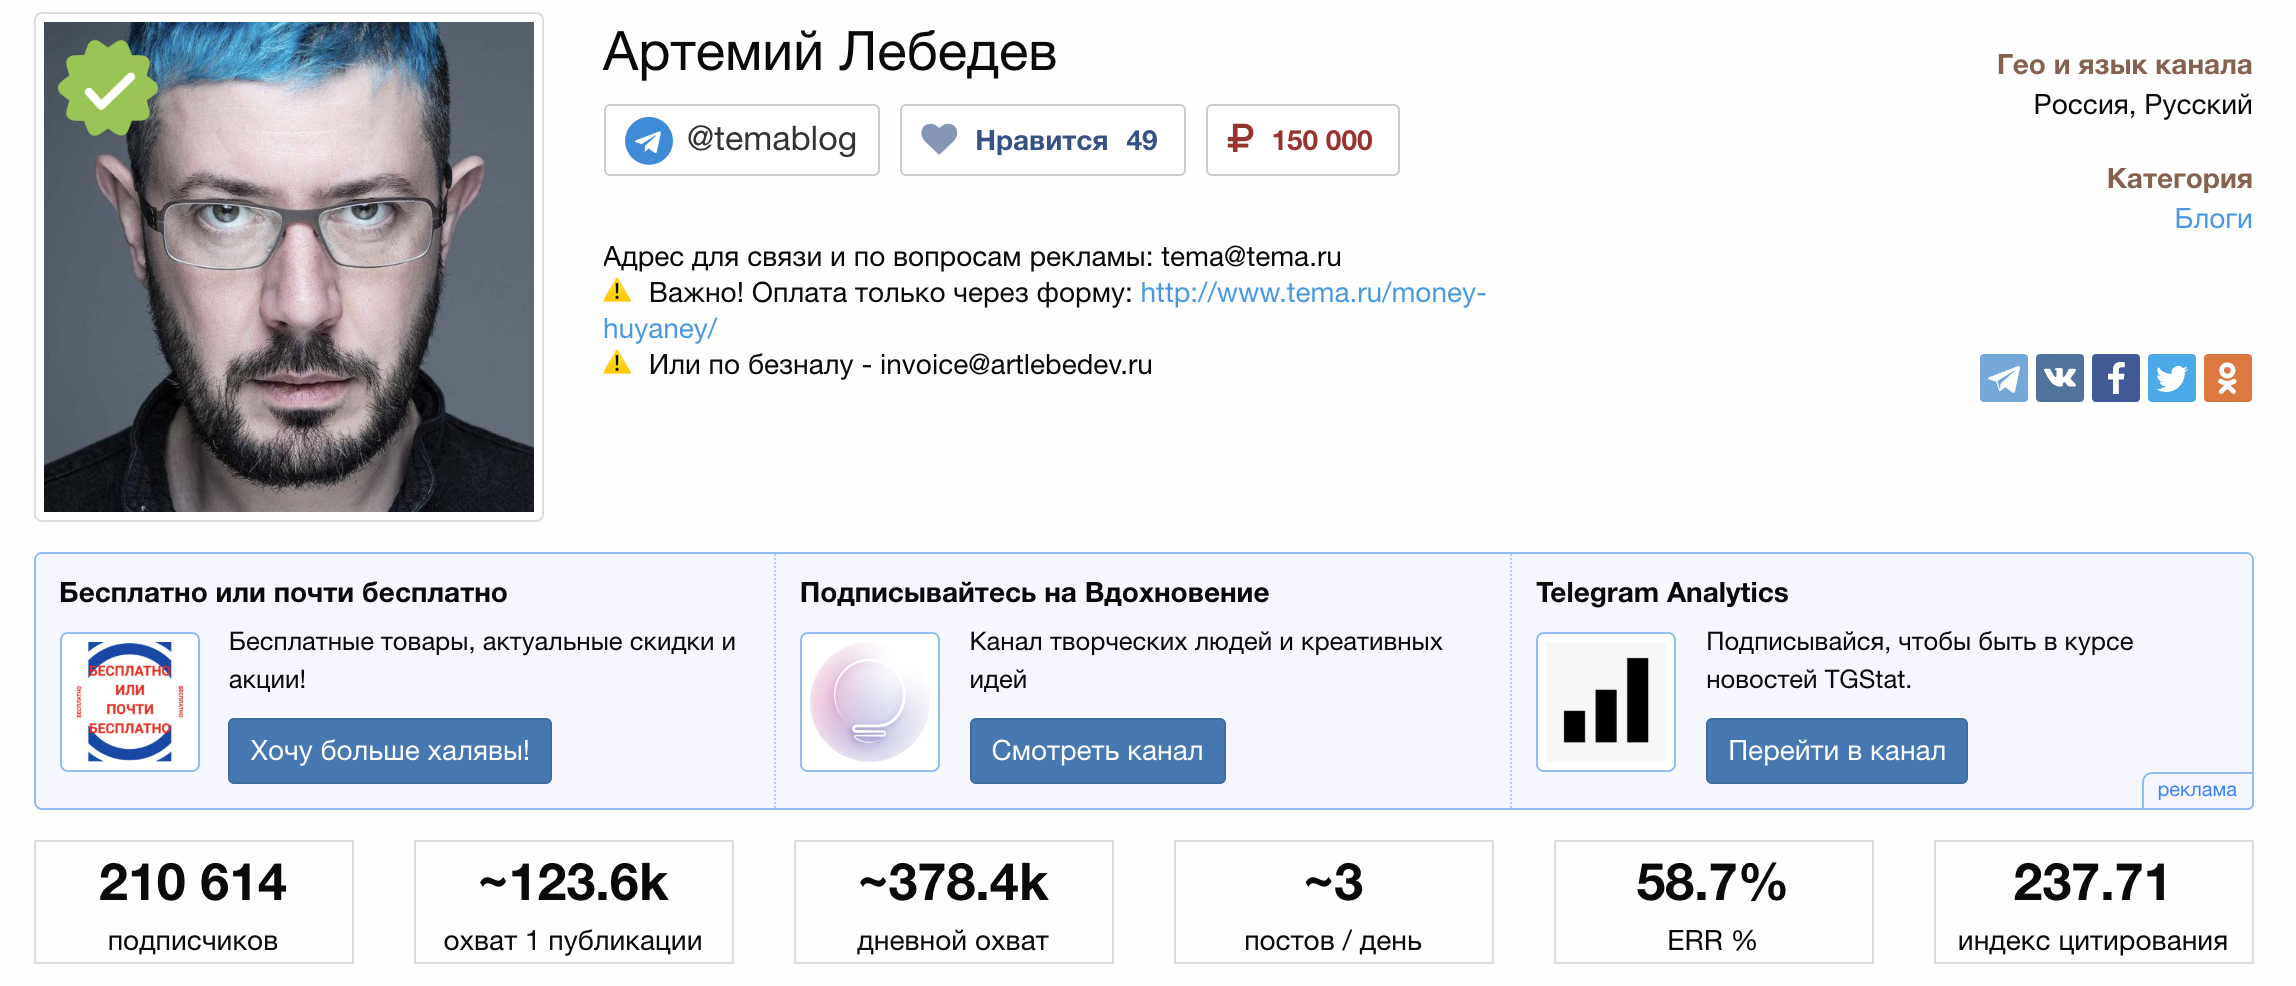 Артемий Лебедев
@temablog
Нравится 49
150 000
Адрес для связи и по вопросам рекламы: tema@tema.ru
Важно! Оплата только через форму: http://www.tema.ru/money-
huyaney/
Или по безналу - invoice@artlebedev.ru
Гео и язык канала
Россия, Русский
Категория
Блоги
Бесплатно или почти бесплатно
БЕСПЛАТНО
ИЛИ
ПОЧТИ
БЕСПЛАТНО
БЕСПЛАТНО
БЕСПЛАТНО
Бесплатные товары, актуальные скидки и
акции!
Хочу больше халявы!
Подписывайтесь на Вдохновение
Канал творческих людей и креативных
идей
Смотреть канал
Telegram Analytics
Подписывайся, чтобы быть в курсе
новостей TGStat.
Перейти в канал
реклама
210 614
подписчиков
~123.6k
охват 1 публикации
~378.4k
дневной охват
~3
постов / день
58.7%
ERR %
237.71
индекс цитирования